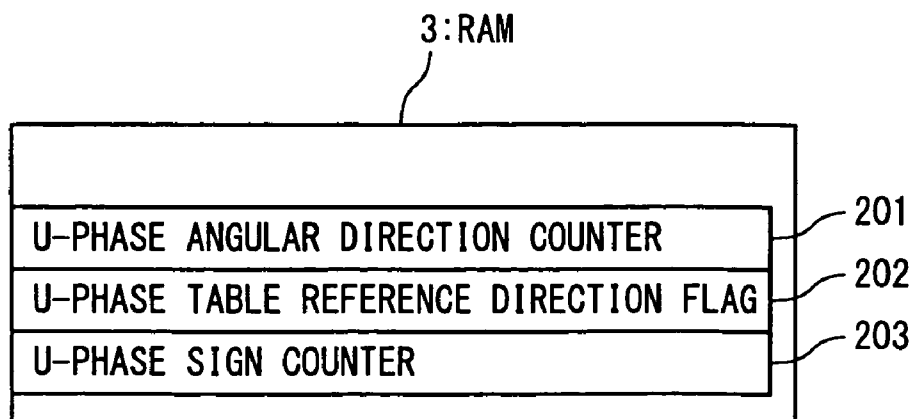 3:RAM
U-PHASE ANGULAR DIRECTION COUNTER
201
U-PHASE TABLE REFERENCE DIRECTION FLAG
202
U-PHASE SIGN COUNTER
203